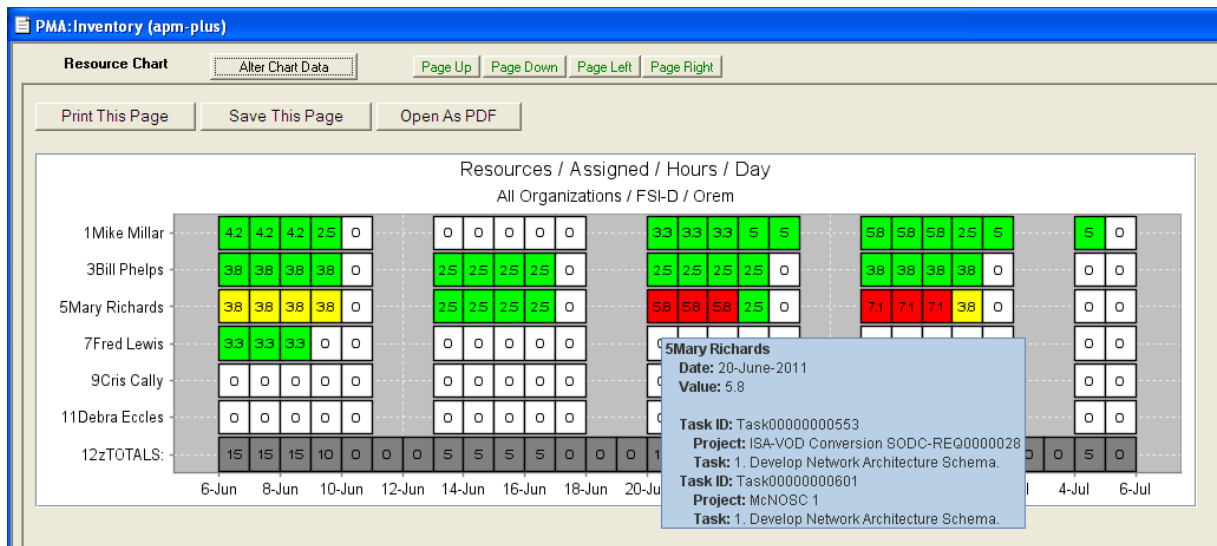 PMA:Inventory (apm-plus)
Resource Chart Alter Chart Data Page Up Page Down Page Left Page Right
Print This Page Save This Page Open As PDF
Resources / Assigned / Hours / Day
All Organizations / FSI-D / Orem
1Mike Millar 4.2 4.2 4.2 2.5 0 0 0 0 0 0 3.3 3.3 3.3 5 5 5.8 5.8 5.8 2.5 5 5 0
3Bill Phelps 3.8 3.8 3.8 3.8 0 2.5 2.5 2.5 2.5 0 2.5 2.5 2.5 2.5 0 3.8 3.8 3.8 3.8 0 0 0
5Mary Richards 3.8 3.8 3.8 3.8 0 2.5 2.5 2.5 2.5 0 5.8 5.8 5.8 2.5 0 7.1 7.1 7.1 3.8 0 0 0
7Fred Lewis 3.3 3.3 3.3 0 0 0 0 0 0 0 0 0
9Cris Cally 0 0 0 0 0 0 0 0 0 0 0 0
11Debra Eccles 0 0 0 0 0 0 0 0 0 0 0 0
12zTOTALS: 15 15 15 10 0 0 0 5 5 5 5 0 0 0 0 5 0
6-Jun 8-Jun 10-Jun 12-Jun 14-Jun 16-Jun 18-Jun 4-Jul 6-Jul
5Mary Richards
Date: 20-June-2011
Value: 5.8
Task ID: Task00000000553
Project: ISA-VOD Conversion SODC-REQ0000028
Task: 1. Develop Network Architecture Schema.
Task ID: Task00000000601
Project: McNOSC 1
Task: 1. Develop Network Architecture Schema.